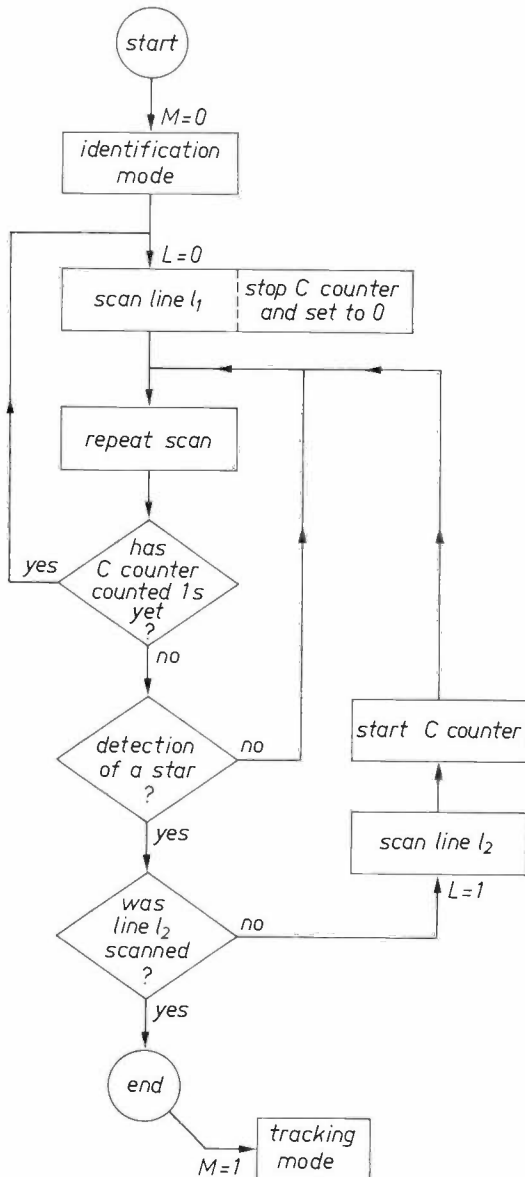 start
M=0
identification
mode
L=0
scan line l₁
stop C counter
and set to 0
repeat scan
has
C counter
counted 1s
yet
?
yes
no
detection
of a star
?
no
yes
start C counter
scan line l₂
L=1
was
line l₂
scanned
?
no
yes
end
M=1
tracking
mode